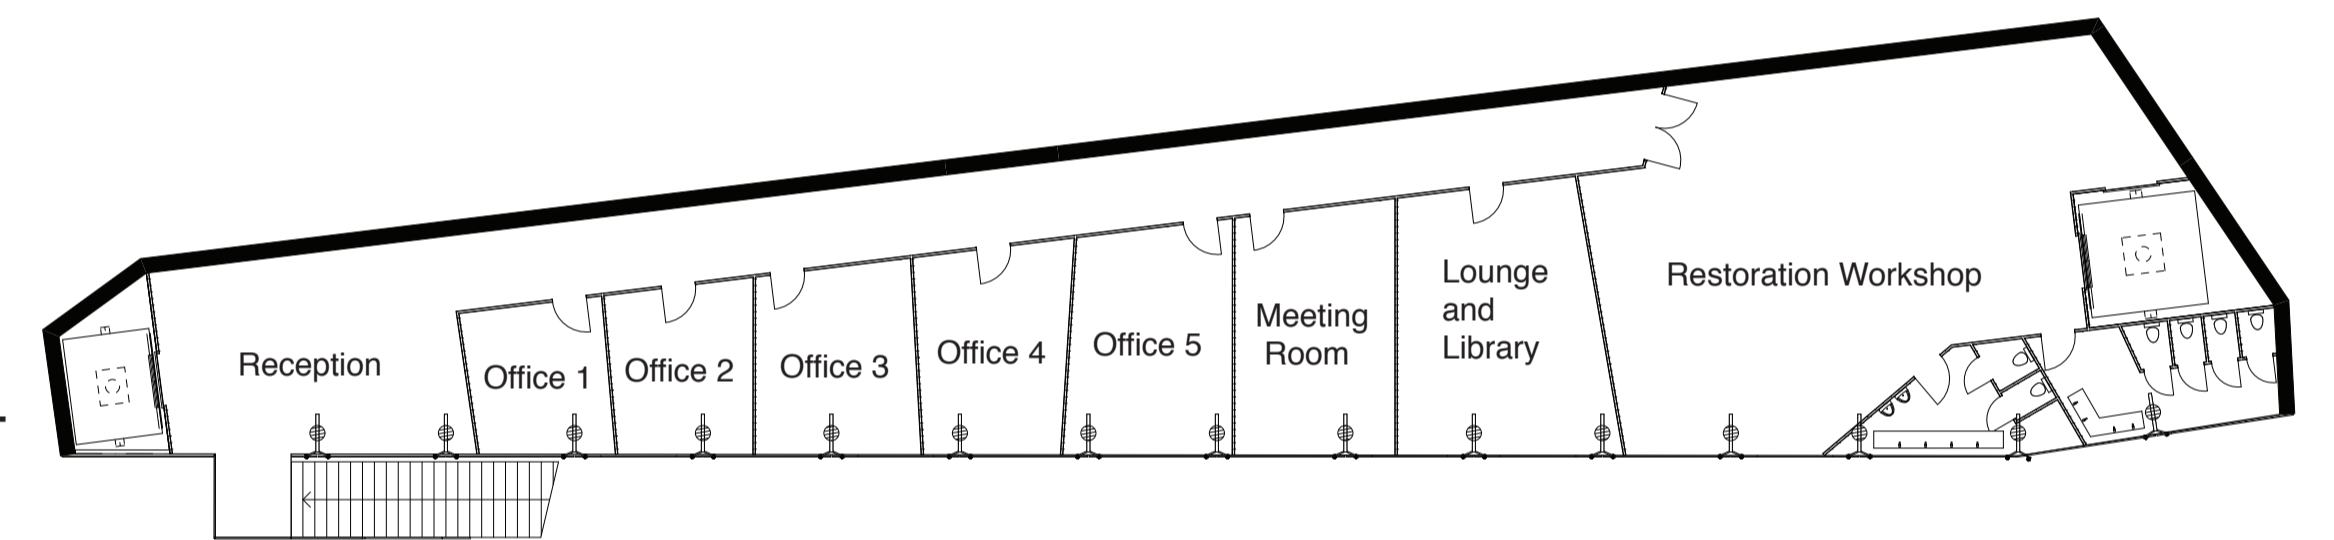 Reception
Office 1
Office 2
Office 3
Office 4
Office 5
Meeting
Room
Lounge
and
Library
Restoration Workshop